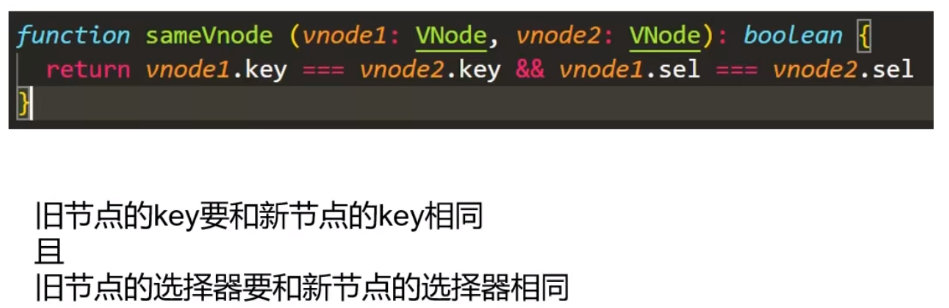 function sameVnode (vnode1: VNode, vnode2: VNode): boolean {
return vnode1.key === vnode2.key && vnode1.sel === vnode2.sel
}
旧节点的key要和新节点的key相同
且
旧节点的选择器要和新节点的选择器相同